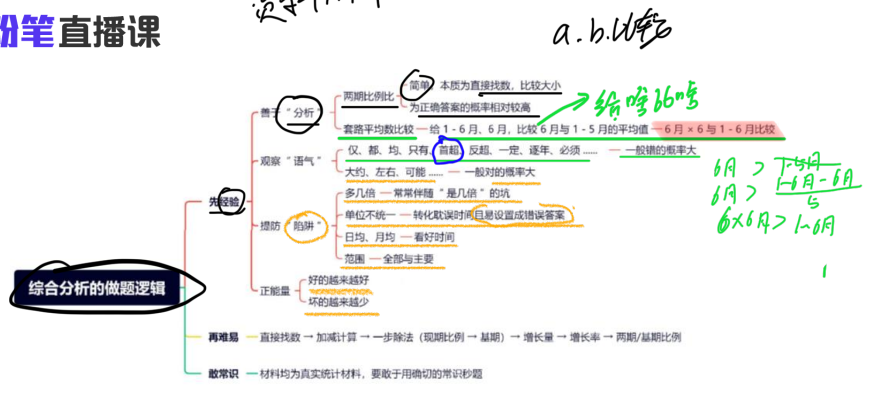 粉笔直播课
a.b.比较
简单，本质为直接找数，比较大小
两期比例比
为正确答案的概率相对较高
善于“分析”
给啥比啥
套路平均数比较
给 1 - 6月、6月，比较 6月与 1 - 5 月的平均值
6月 × 6 与 1 - 6月比较
仅、都、均、只有、首超、反超、一定、逐年、必须 ......
一般错的概率大
观察“语气”
大约、左右、可能 ......
一般对的概率大
6月 > 1-5月
6月 > 1-6月-6月
5
6×6月 > 1-6月
先经验
多几倍
常常伴随“是几倍”的坑
单位不统一
转化耽误时间且易设置成错误答案
提防“陷阱”
日均、月均
看好时间
范围
全部与主要
综合分析的做题逻辑
正能量
好的越来越好
坏的越来越少
再难易
直接找数 → 加减计算 → 一步除法（现期比例 → 基期）→ 增长量 → 增长率 → 两期/基期比例
敢常识
材料均为真实统计材料，要敢于用确切的常识秒题